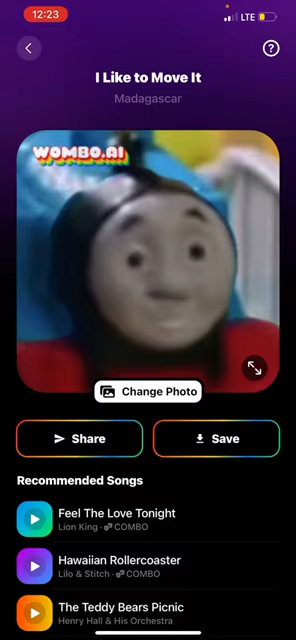 12:23
LTE
?
I Like to Move It
Madagascar
WOMBO.AI
Change Photo
Share
Save
Recommended Songs
Feel The Love Tonight
Lion King · COMBO
Hawaiian Rollercoaster
Lilo & Stitch · COMBO
The Teddy Bears Picnic
Henry Hall & His Orchestra